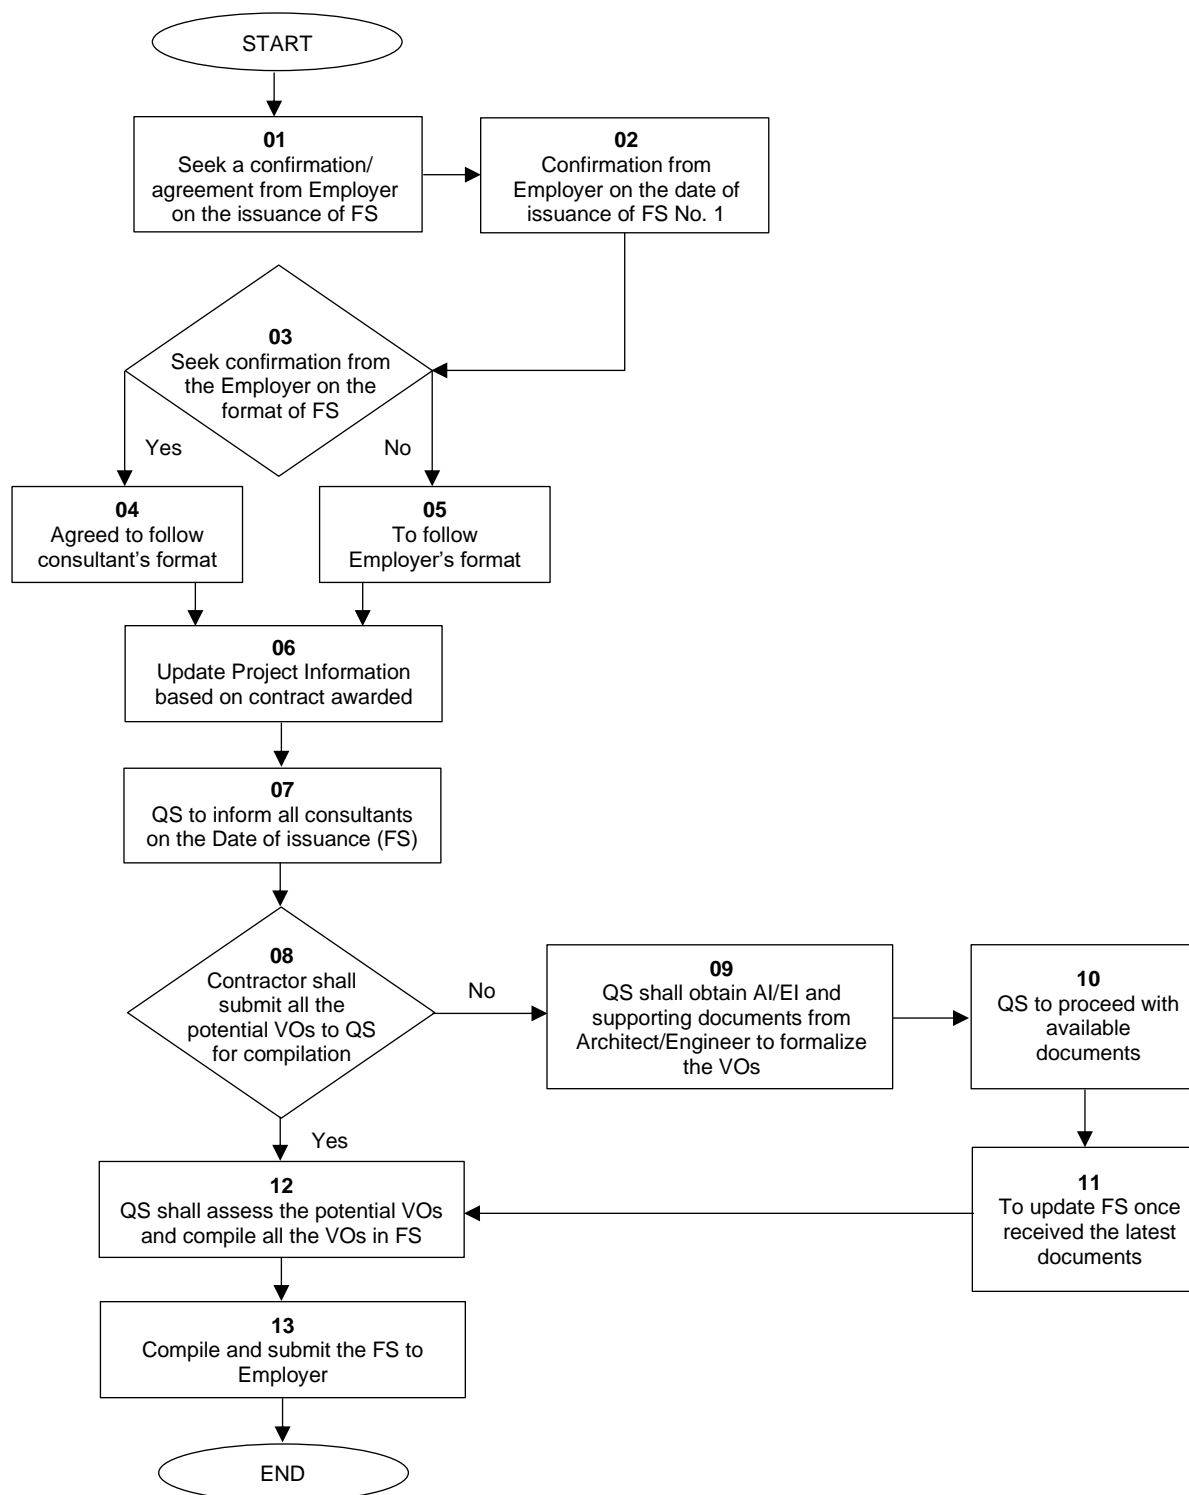 START
01
Seek a confirmation/
agreement from Employer
on the issuance of FS
02
Confirmation from
Employer on the date of
issuance of FS No. 1
03
Seek confirmation from
the Employer on the
format of FS
Yes
No
04
Agreed to follow
consultant’s format
05
To follow
Employer’s format
06
Update Project Information
based on contract awarded
07
QS to inform all consultants
on the Date of issuance (FS)
08
Contractor shall
submit all the
potential VOs to QS
for compilation
No
09
QS shall obtain AI/EI and
supporting documents from
Architect/Engineer to formalize
the VOs
10
QS to proceed with
available
documents
Yes
11
To update FS once
received the latest
documents
12
QS shall assess the potential VOs
and compile all the VOs in FS
13
Compile and submit the FS to
Employer
END